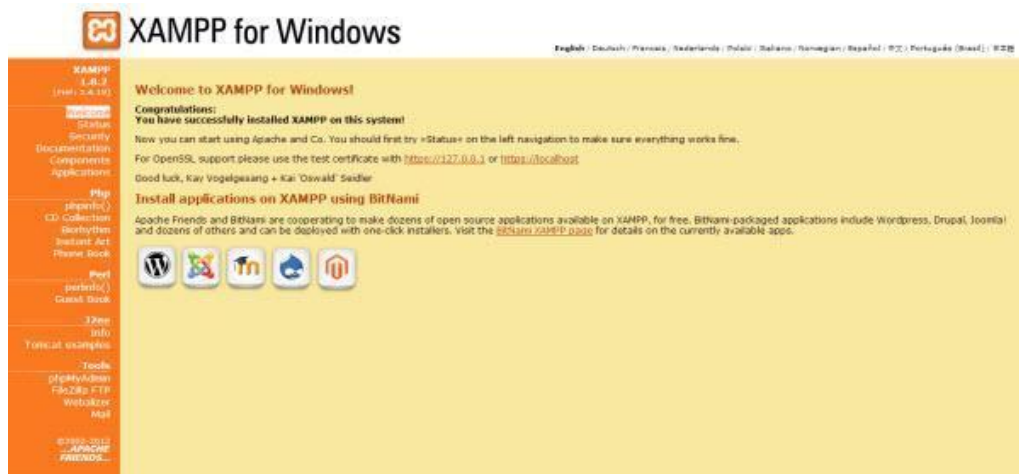 XAMPP for Windows
English / Deutsch / Francais / Nederlands / Polski / Italiano / Norwegian / Español / 中文 / Português (Brasil) / 日本語
XAMPP
1.8.2
Welcome
Status
Security
Documentation
Components
Applications
Php
phpinfo()
CD Collection
Biorhythm
Instant Art
Phone Book
Perl
perlinfo()
Guest Book
J2ee
Info
Tomcat examples
Tools
phpMyAdmin
FileZilla FTP
Webalizer
Mail
©2002-2013
...APACHE
FRIENDS...
Welcome to XAMPP for Windows!
Congratulations:
You have successfully installed XAMPP on this system!
Now you can start using Apache and Co. You should first try »Status« on the left navigation to make sure everything works fine.
For OpenSSL support please use the test certificate with https://127.0.0.1 or https://localhost
Good luck, Kay Vogelgesang + Kai 'Oswald' Seidler
Install applications on XAMPP using BitNami
Apache Friends and BitNami are cooperating to make dozens of open source applications available on XAMPP, for free. BitNami-packaged applications include Wordpress, Drupal, Joomla!
and dozens of others and can be deployed with one-click installers. Visit the BitNami XAMPP page for details on the currently available apps.